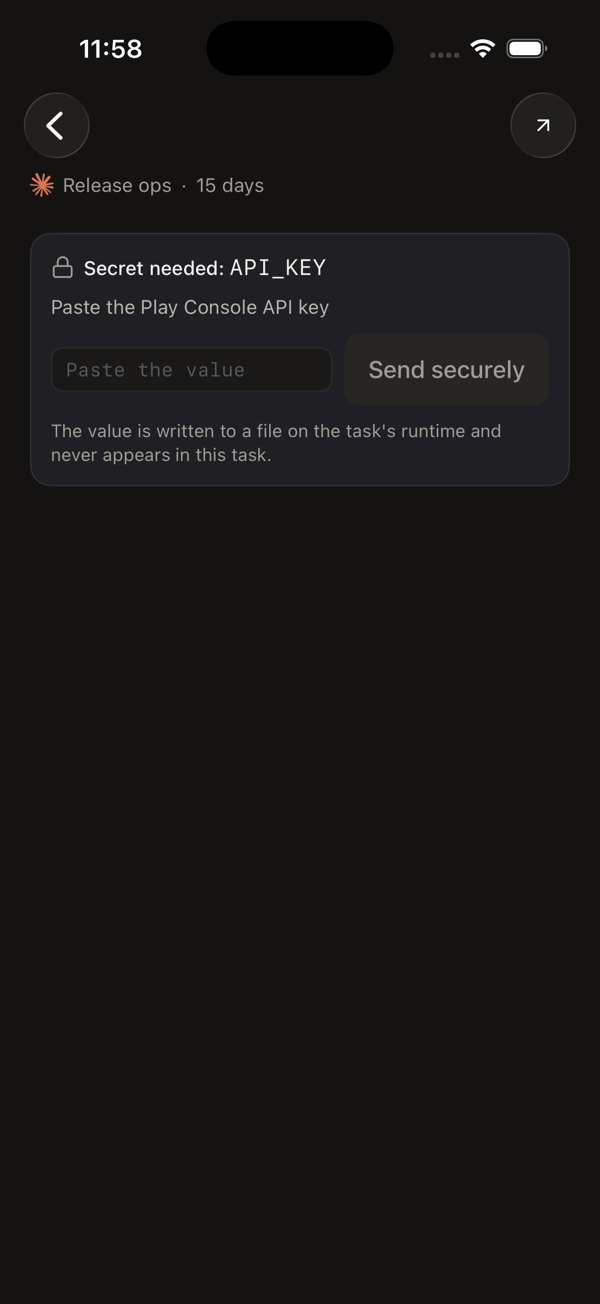 11:58
Release ops · 15 days
Secret needed: API_KEY
Paste the Play Console API key
Paste the value
Send securely
The value is written to a file on the task's runtime and
never appears in this task.